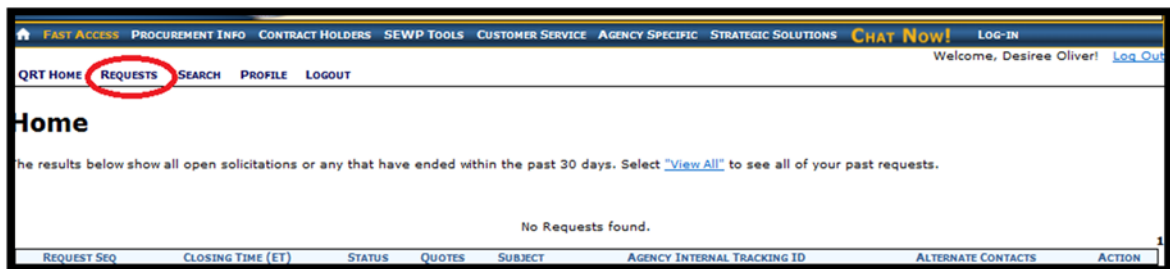 FAST ACCESS PROCUREMENT INFO CONTRACT HOLDERS SEWP TOOLS CUSTOMER SERVICE AGENCY SPECIFIC STRATEGIC SOLUTIONS CHAT NOW! LOG-IN
Welcome, Desiree Oliver! Log Out
QRT HOME REQUESTS SEARCH PROFILE LOGOUT
Home
The results below show all open solicitations or any that have ended within the past 30 days. Select "View All" to see all of your past requests.
No Requests found.
1
REQUEST SEQ CLOSING TIME (ET) STATUS QUOTES SUBJECT AGENCY INTERNAL TRACKING ID ALTERNATE CONTACTS ACTION